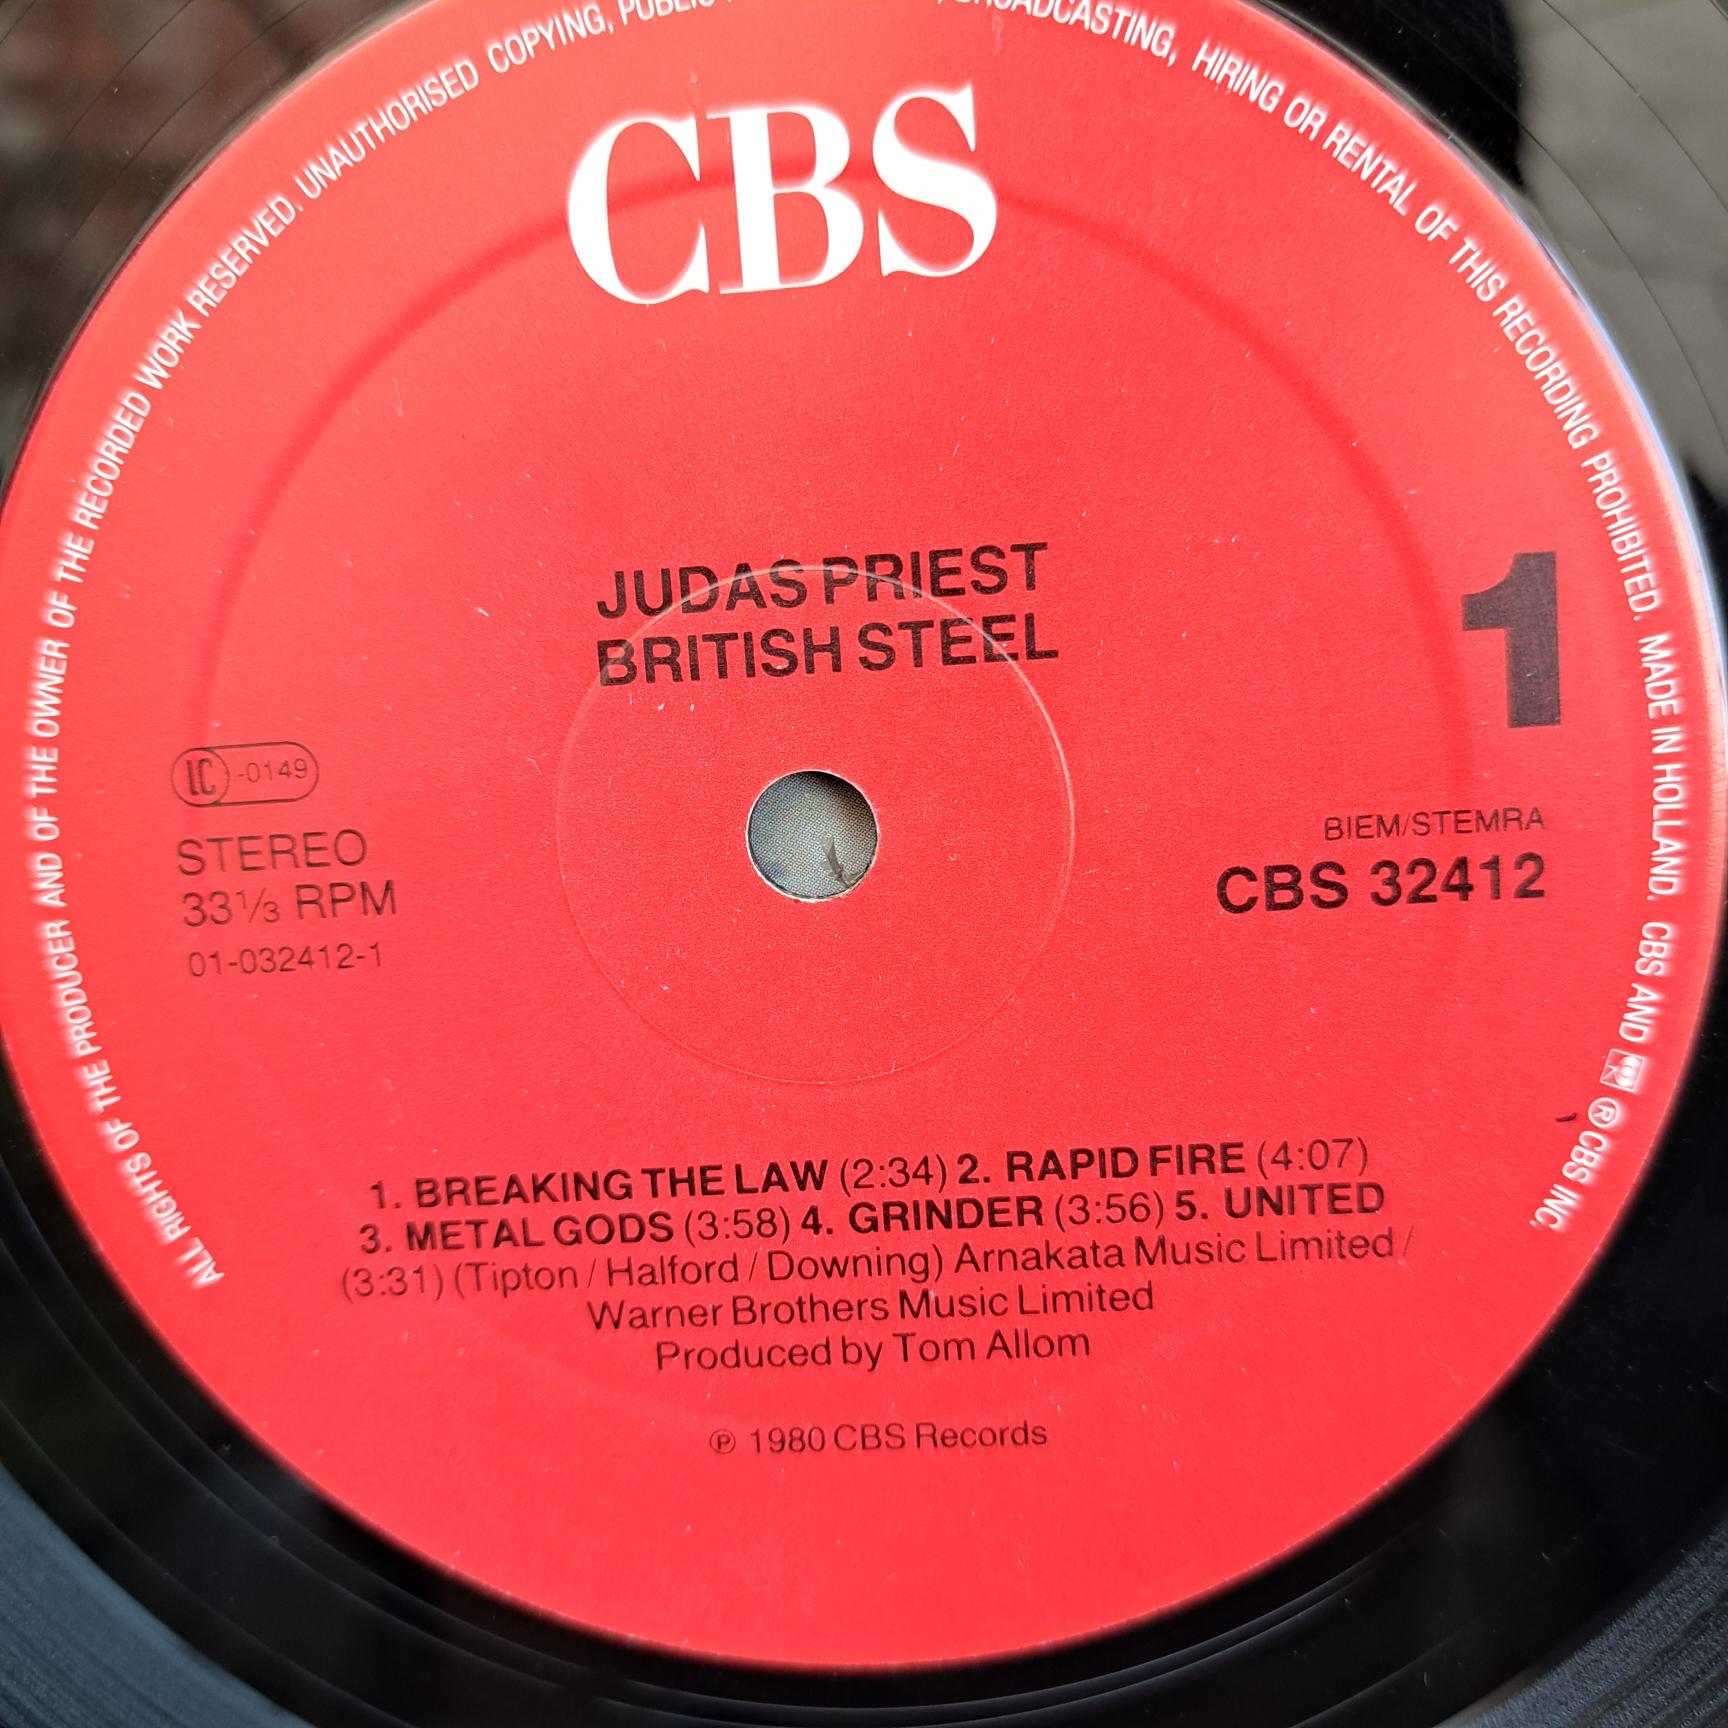 ALL RIGHTS OF THE PRODUCER AND OF THE OWNER OF THE RECORDED WORK RESERVED. UNAUTHORISED COPYING, PUBLIC BROADCASTING, HIRING OR RENTAL OF THIS RECORDING PROHIBITED. MADE IN HOLLAND. CBS AND ® CBS INC.
CBS
JUDAS PRIEST
BRITISH STEEL
1
LC -0149
STEREO
33 1/3 RPM
01-032412-1
BIEM/STEMRA
CBS 32412
1. BREAKING THE LAW (2:34) 2. RAPID FIRE (4:07)
3. METAL GODS (3:58) 4. GRINDER (3:56) 5. UNITED
(3:31) (Tipton / Halford / Downing) Arnakata Music Limited /
Warner Brothers Music Limited
Produced by Tom Allom
℗ 1980 CBS Records